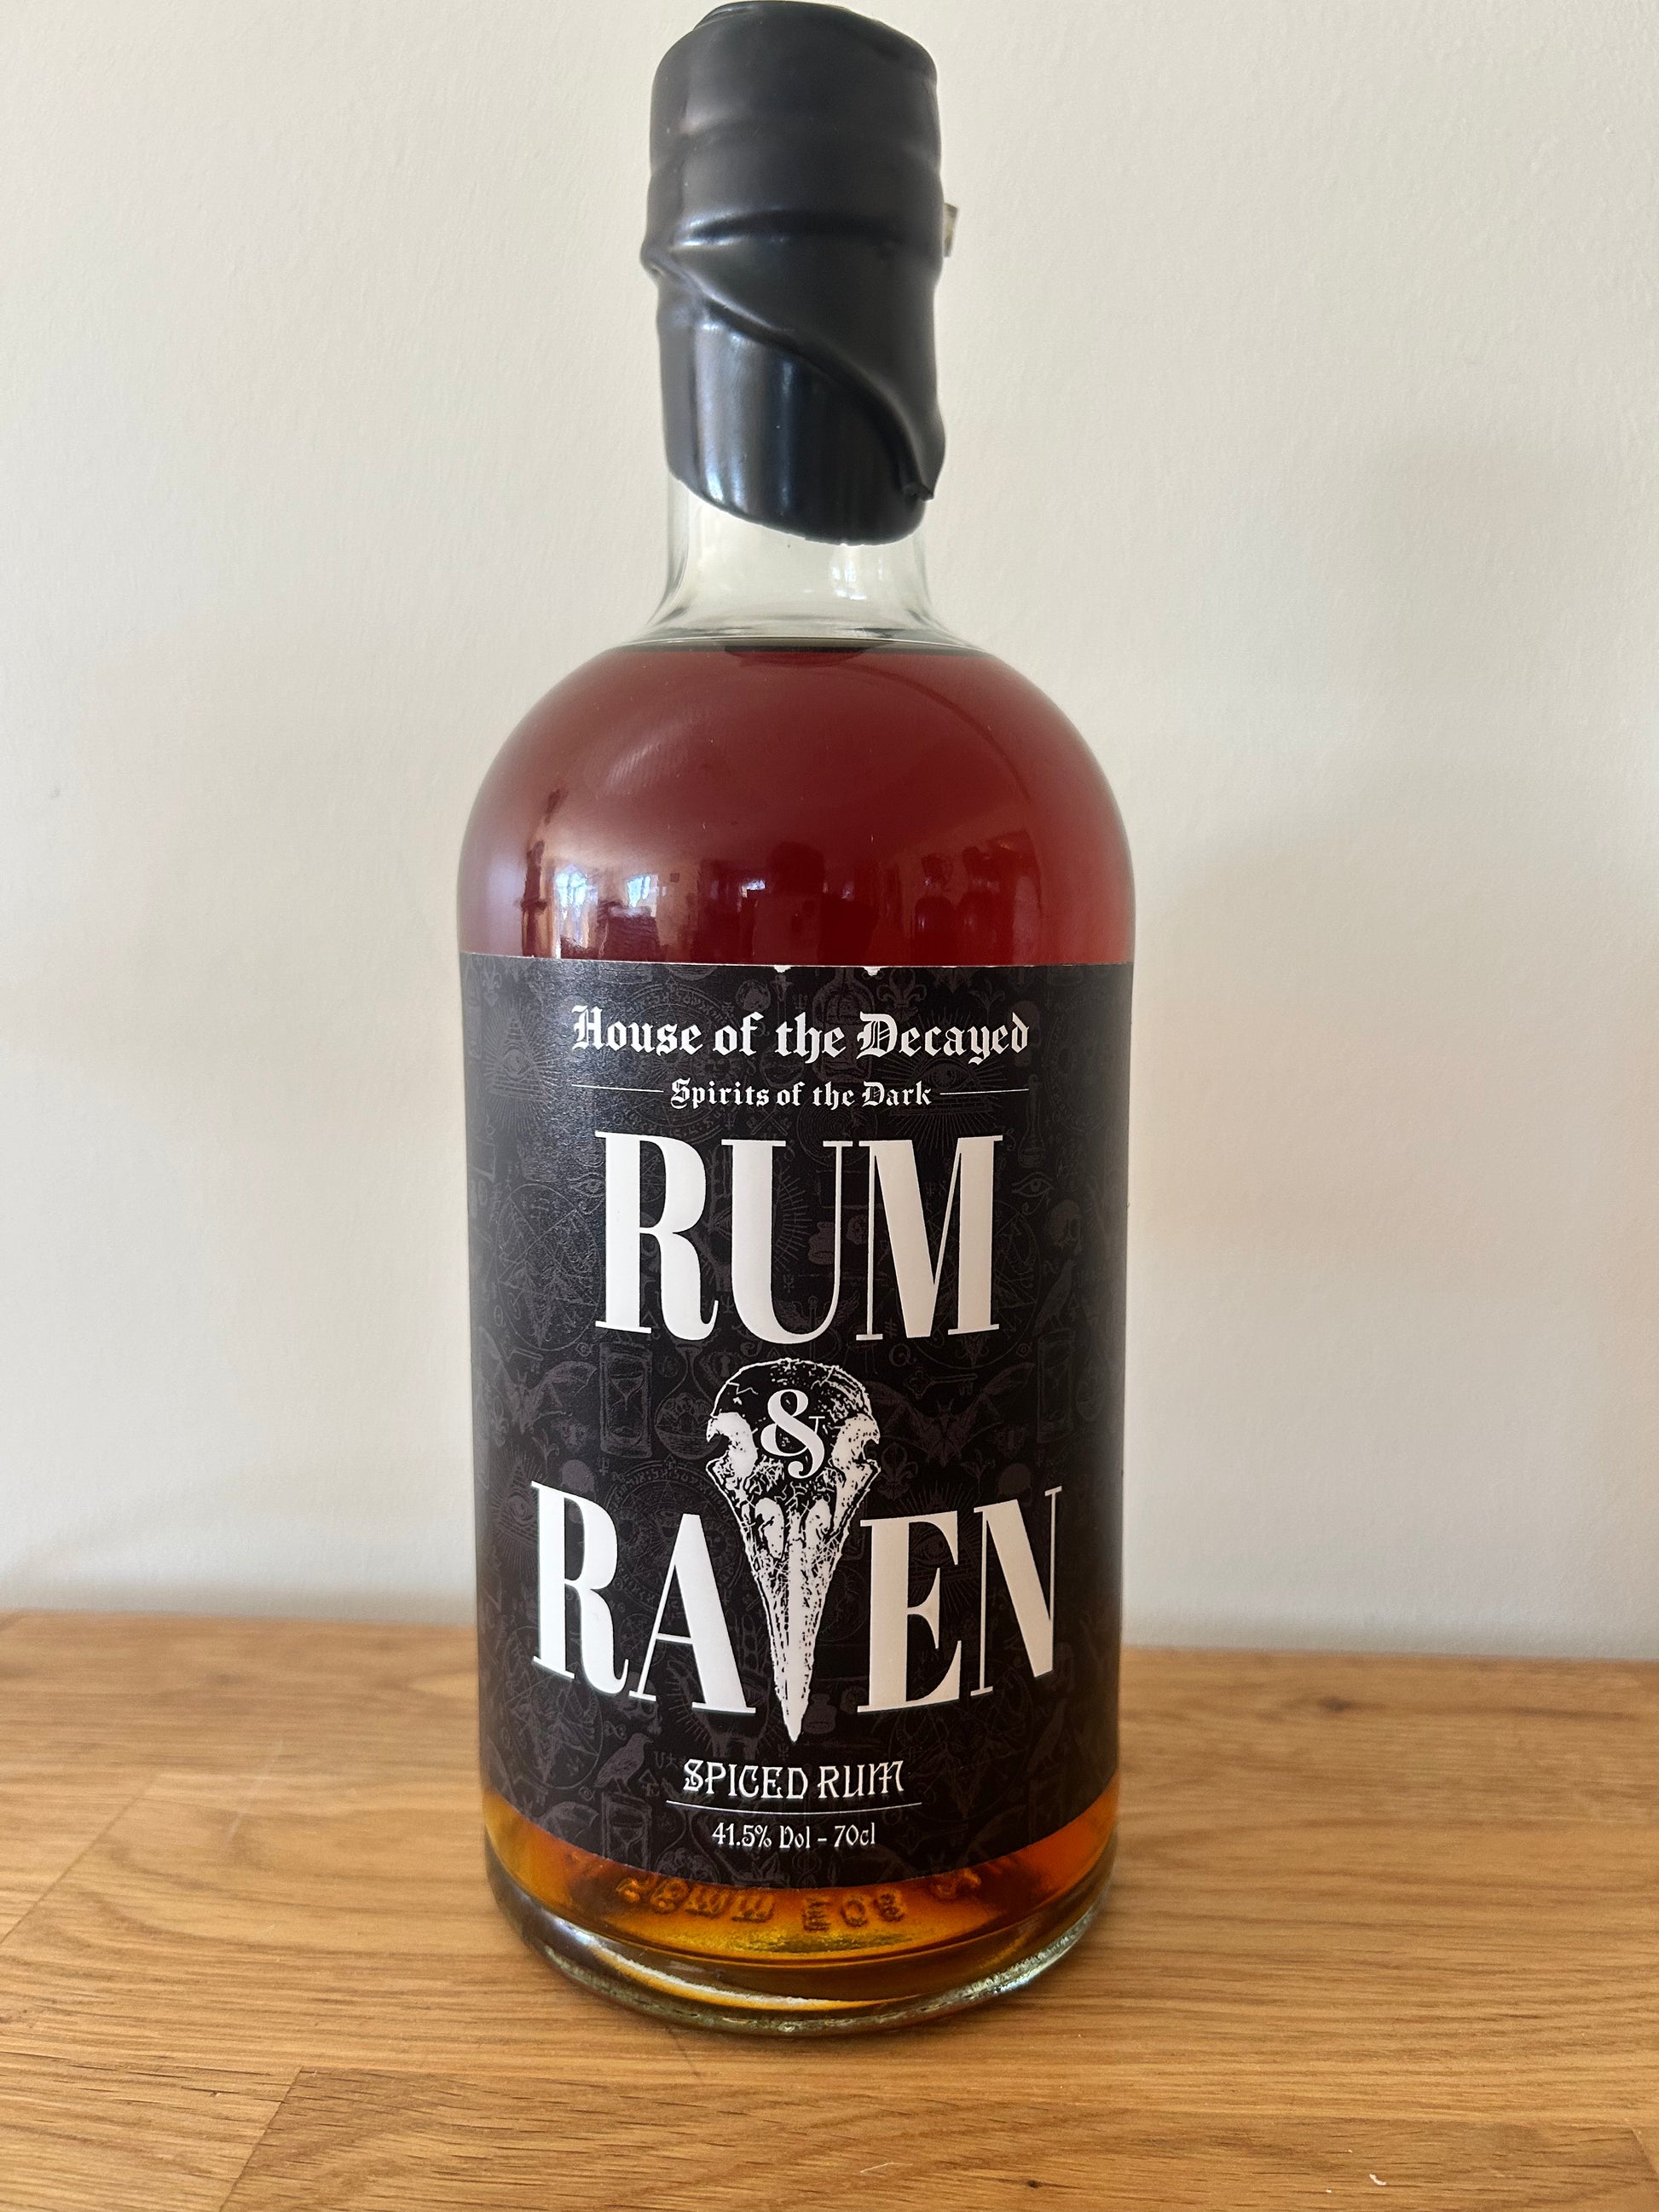 House of the Decayed
Spirits of the Dark
RUM
&
RAVEN
SPICED RUM
41.5% Vol - 70cl